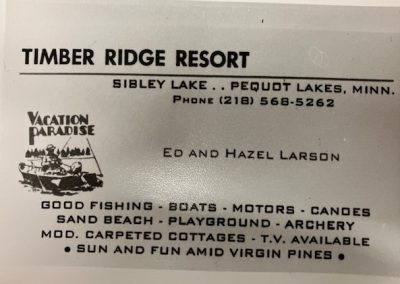 TIMBER RIDGE RESORT
SIBLEY LAKE . . PEQUOT LAKES, MINN.
PHONE (218) 568-5262
VACATION
PARADISE
ED AND HAZEL LARSON
GOOD FISHING - BOATS - MOTORS - CANOES
SAND BEACH - PLAYGROUND - ARCHERY
MOD. CARPETED COTTAGES - T.V. AVAILABLE
• SUN AND FUN AMID VIRGIN PINES •